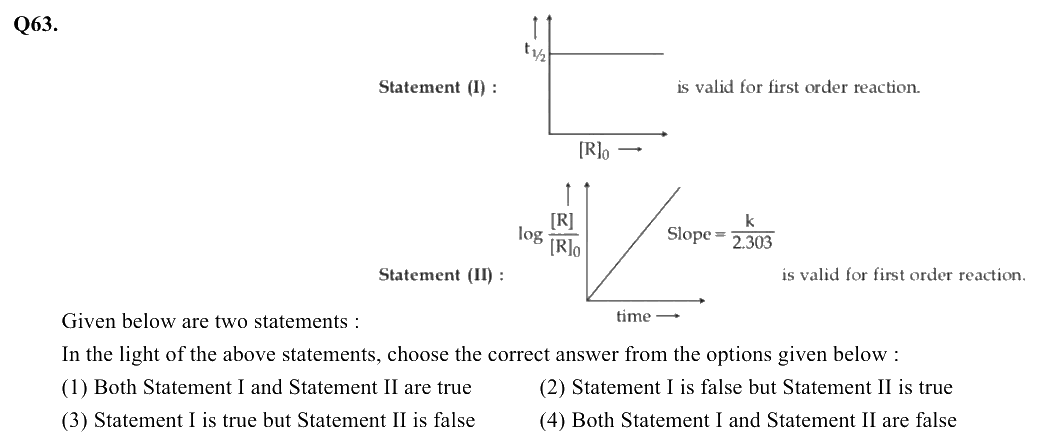 Q63.
t½
Statement (I) : is valid for first order reaction.
[R]₀
log [R]/[R]₀ Slope = k/2.303
Statement (II) : is valid for first order reaction.
time
Given below are two statements :
In the light of the above statements, choose the correct answer from the options given below :
(1) Both Statement I and Statement II are true (2) Statement I is false but Statement II is true
(3) Statement I is true but Statement II is false (4) Both Statement I and Statement II are false